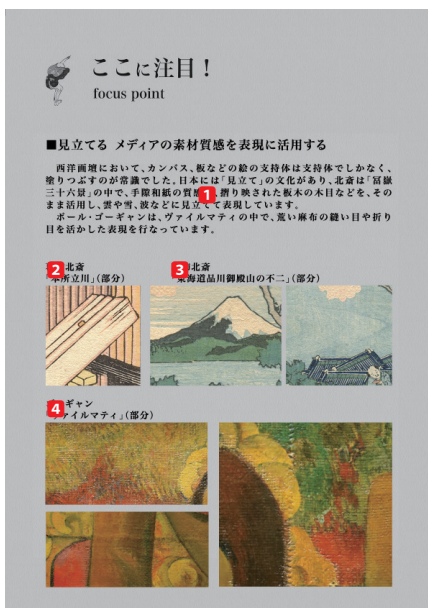 ここに注目！
focus point
■見立てる メディアの素材質感を表現に活用する
西洋画壇において、カンバス、板などの絵の支持体は支持体でしかなく、
塗りつぶすのが常識でした。日本には「見立て」の文化があり、北斎は「冨嶽
三十六景」の中で、手漉和紙の質
1
、摺り映された板木の木目などを、そのまま
ま活用し、雲や雪、波などに見立てて表現しています。
ポール・ゴーギャンは、ヴァイルマティの中で、荒い麻布の縫い目や折り
目を活かした表現を行なっています。
2
北斎
本所立川」（部分）
3
北斎
東海道品川御殿山の不二」（部分）
4
ギャン
ァイルマティ」（部分）